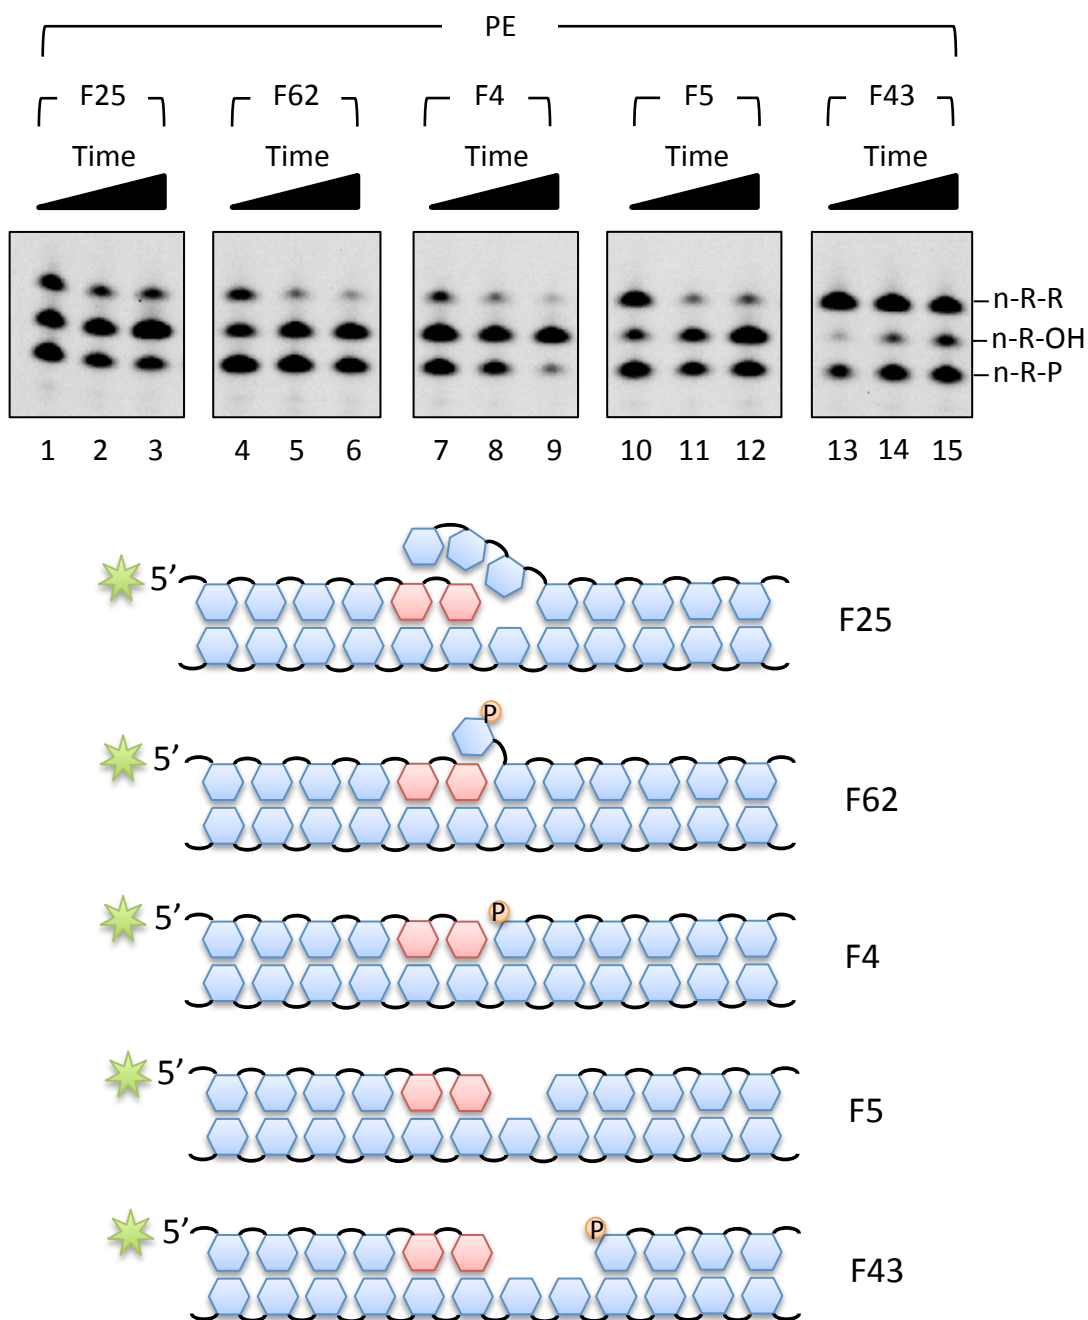 PE
F25 F62 F4 F5 F43
Time Time Time Time Time
n-R-R
n-R-OH
n-R-P
1 2 3 4 5 6 7 8 9 10 11 12 13 14 15
5’
F25
P
5’
F62
5’ P
F4
5’
F5
5’ P
F43